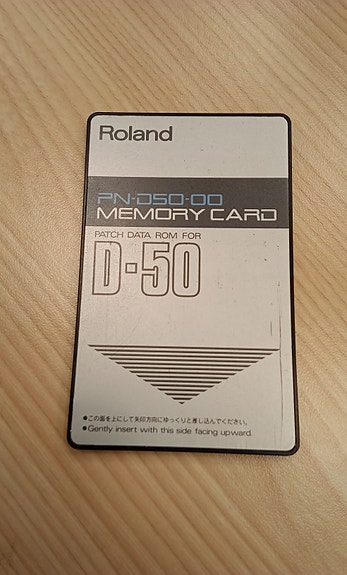 Roland
PN-D50-00
MEMORY CARD
PATCH DATA ROM FOR
D-50
●この面を上にして矢印方向にゆっくりと差し込んでください。
●Gently insert with this side facing upward.